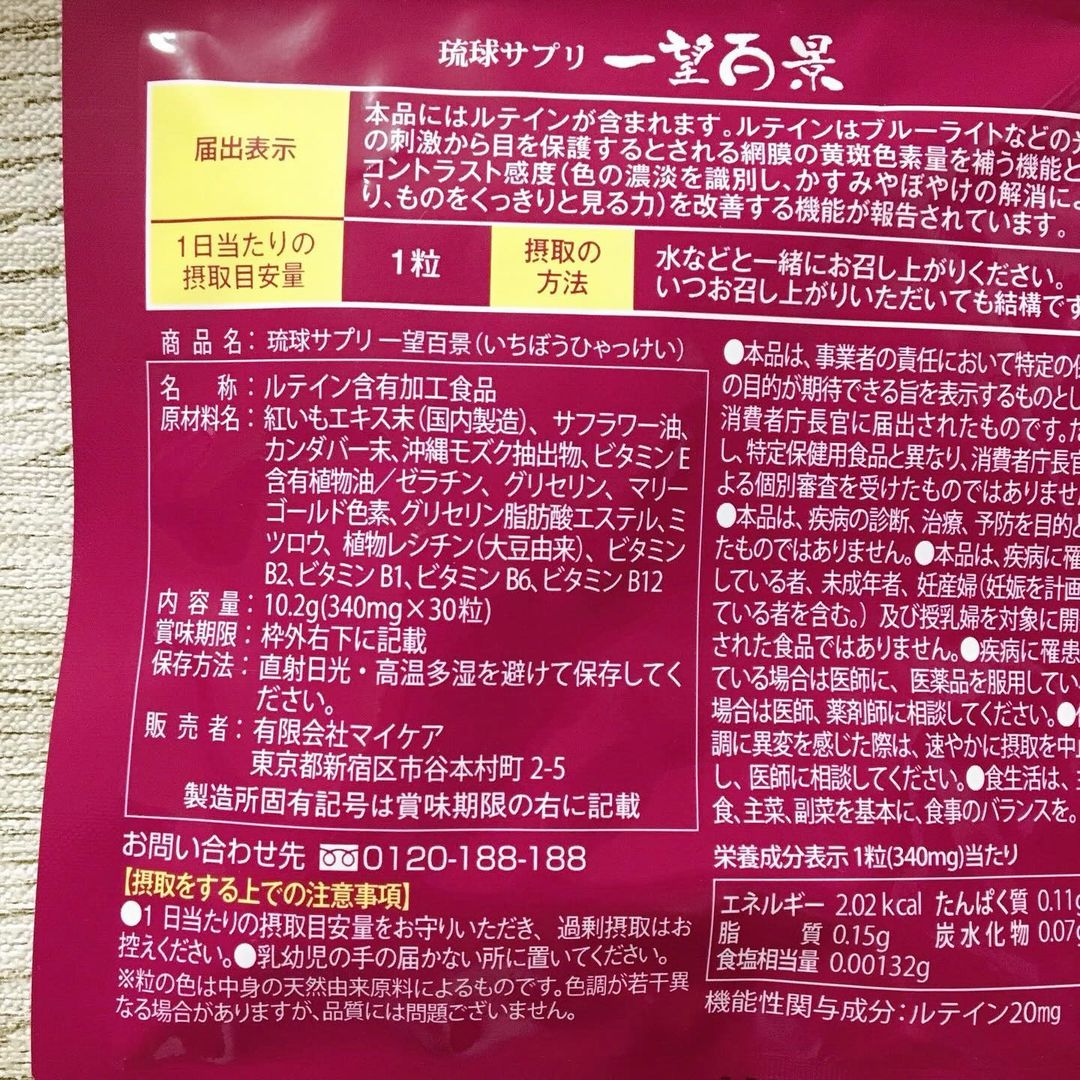 琉球サプリ 一望百景
届出表示
本品にはルテインが含まれます。ルテインはブルーライトなどの
の刺激から目を保護するとされる網膜の黄斑色素量を補う機能と
コントラスト感度(色の濃淡を識別し、かすみやぼやけの解消によ
り、ものをくっきりと見る力)を改善する機能が報告されています。
1日当たりの
摂取目安量
1粒
摂取の
方法
水などと一緒にお召し上がりください。
いつお召し上がりいただいても結構です
商品名:琉球サプリ 一望百景(いちぼうひゃっけい)
名称:ルテイン含有加工食品
原材料名:紅いもエキス末(国内製造)、サフラワー油、
カンダバー末、沖縄モズク抽出物、ビタミンE
含有植物油/ゼラチン、グリセリン、マリー
ゴールド色素、グリセリン脂肪酸エステル、ミ
ツロウ、植物レシチン(大豆由来)、ビタミン
B2、ビタミンB1、ビタミンB6、ビタミンB12
内容量:10.2g(340mg×30粒)
賞味期限:枠外右下に記載
保存方法:直射日光・高温多湿を避けて保存してく
ださい。
販売者:有限会社マイケア
東京都新宿区市谷本村町 2-5
製造所固有記号は賞味期限の右に記載
お問い合わせ先 0120-188-188
【摂取をする上での注意事項】
●1日当たりの摂取目安量をお守りいただき、過剰摂取はお
控えください。●乳幼児の手の届かない所に置いてください。
※粒の色は中身の天然由来原料によるものです。色調が若干異
なる場合がありますが、品質には問題ございません。
●本品は、事業者の責任において特定の保
の目的が期待できる旨を表示するものとし
消費者庁長官に届出されたものです。た
し、特定保健用食品と異なり、消費者庁長官
よる個別審査を受けたものではありませ
●本品は、疾病の診断、治療、予防を目的と
たものではありません。●本品は、疾病に罹
している者、未成年者、妊産婦(妊娠を計画
ている者を含む。)及び授乳婦を対象に開
された食品ではありません。●疾病に罹患
ている場合は医師に、医薬品を服用してい
場合は医師、薬剤師に相談してください。●
調に異変を感じた際は、速やかに摂取を中
し、医師に相談してください。●食生活は、
食、主菜、副菜を基本に、食事のバランスを。
栄養成分表示 1粒(340mg)当たり
エネルギー 2.02kcal たんぱく質 0.11g
脂質 0.15g 炭水化物 0.07g
食塩相当量 0.00132g
機能性関与成分:ルテイン20mg